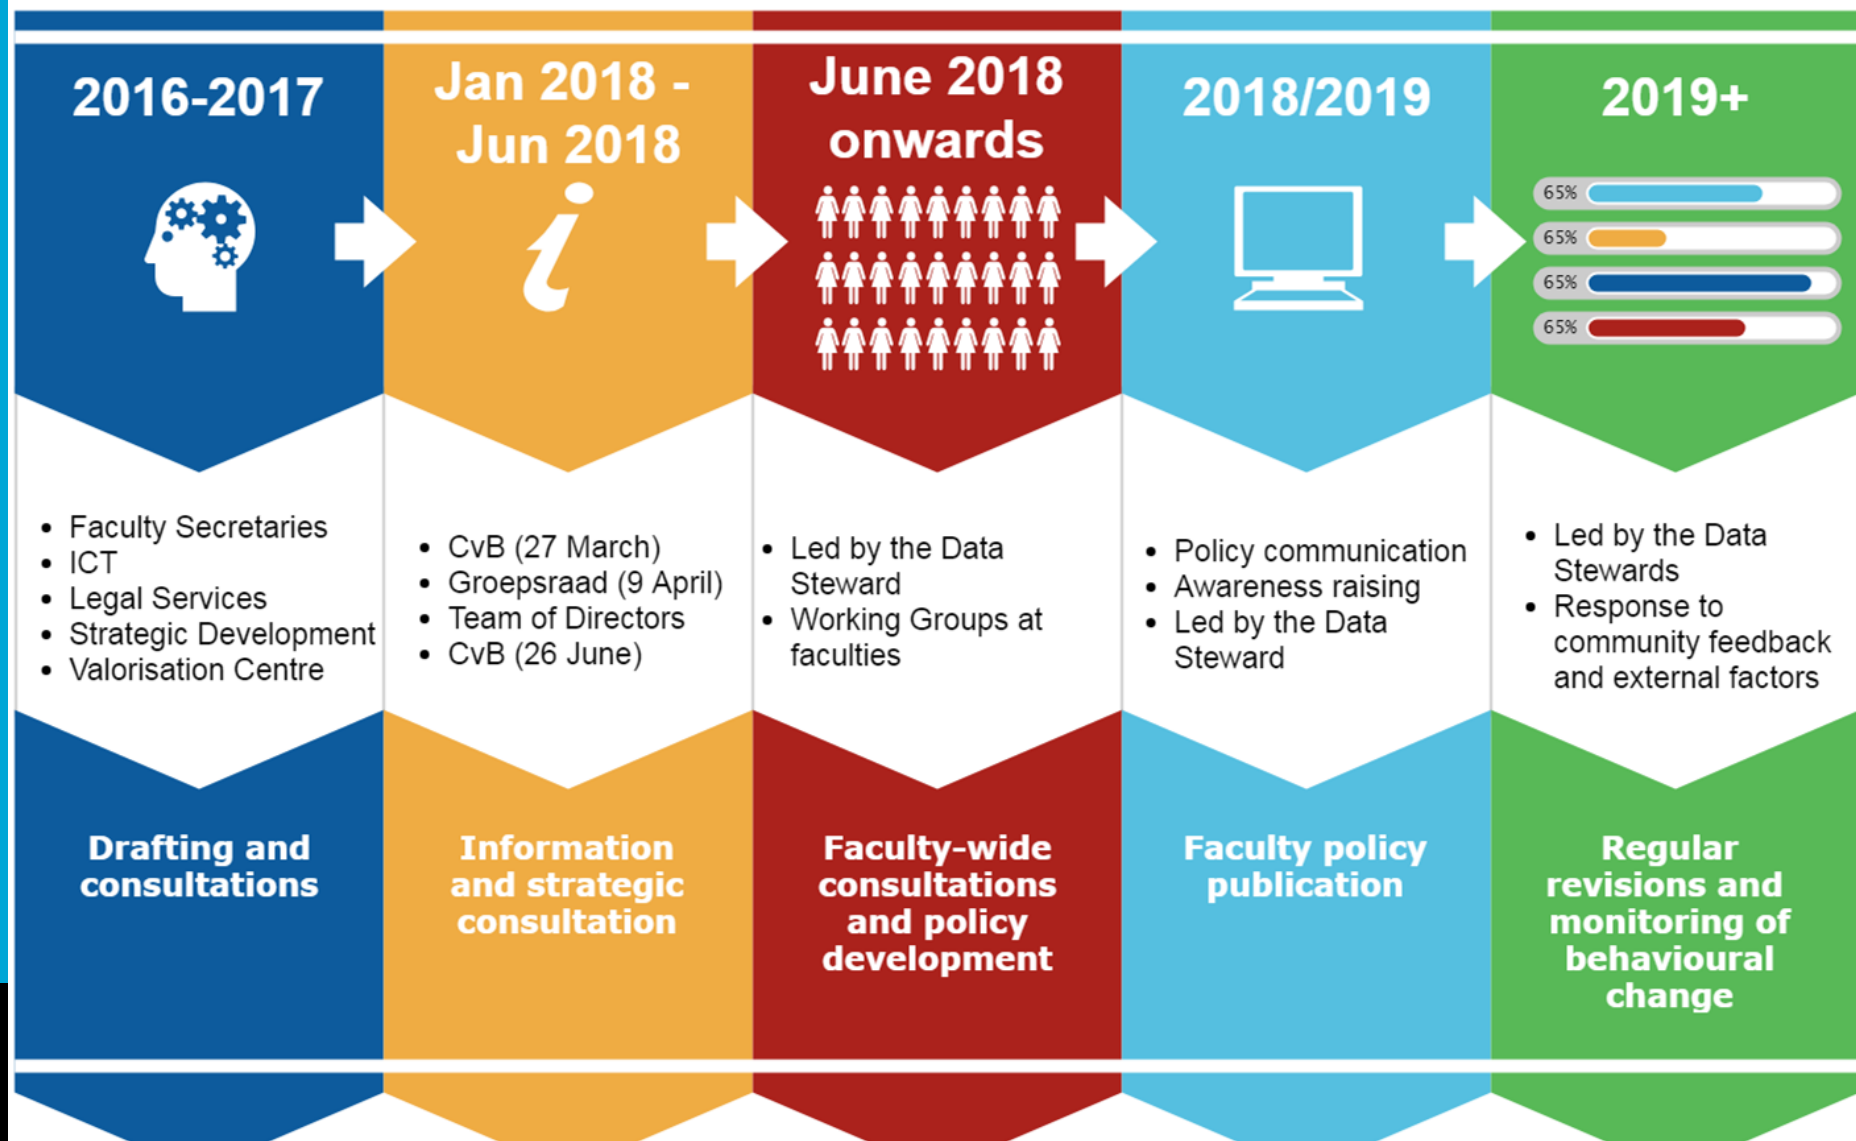 2016-2017
Jan 2018 -
Jun 2018
June 2018
onwards
2018/2019
2019+
65%
65%
65%
65%
• Faculty Secretaries
• ICT
• Legal Services
• Strategic Development
• Valorisation Centre
• CvB (27 March)
• Groepsraad (9 April)
• Team of Directors
• CvB (26 June)
• Led by the Data
Steward
• Working Groups at
faculties
• Policy communication
• Awareness raising
• Led by the Data
Steward
• Led by the Data
Stewards
• Response to
community feedback
and external factors
Drafting and
consultations
Information
and strategic
consultation
Faculty-wide
consultations
and policy
development
Faculty policy
publication
Regular
revisions and
monitoring of
behavioural
change